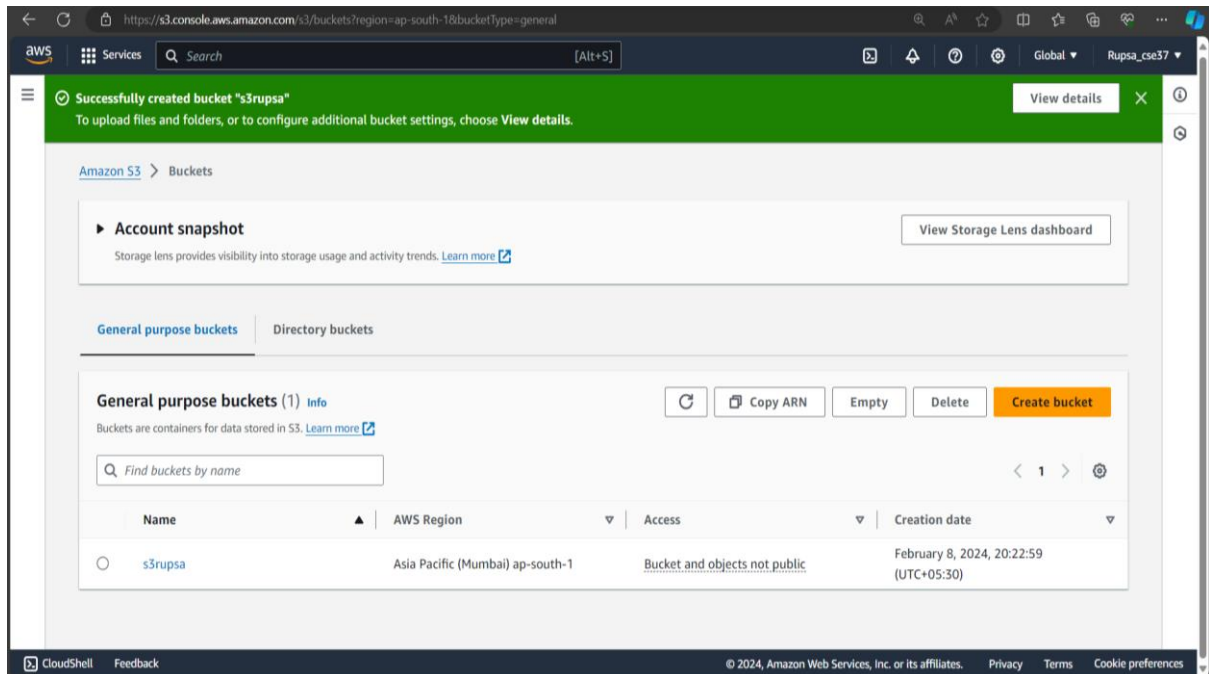 https://s3.console.aws.amazon.com/s3/buckets?region=ap-south-1&bucketType=general
aws Services Search [Alt+S] Global ▼ Rupsa_cse37 ▼
Successfully created bucket "s3rupsa"
To upload files and folders, or to configure additional bucket settings, choose View details.
View details
Amazon S3 > Buckets
Account snapshot
Storage lens provides visibility into storage usage and activity trends. Learn more
View Storage Lens dashboard
General purpose buckets Directory buckets
General purpose buckets (1) Info
Buckets are containers for data stored in S3. Learn more
Copy ARN Empty Delete Create bucket
Find buckets by name
< 1 >
Name AWS Region Access Creation date
s3rupsa Asia Pacific (Mumbai) ap-south-1 Bucket and objects not public February 8, 2024, 20:22:59
(UTC+05:30)
CloudShell Feedback © 2024, Amazon Web Services, Inc. or its affiliates. Privacy Terms Cookie preferences